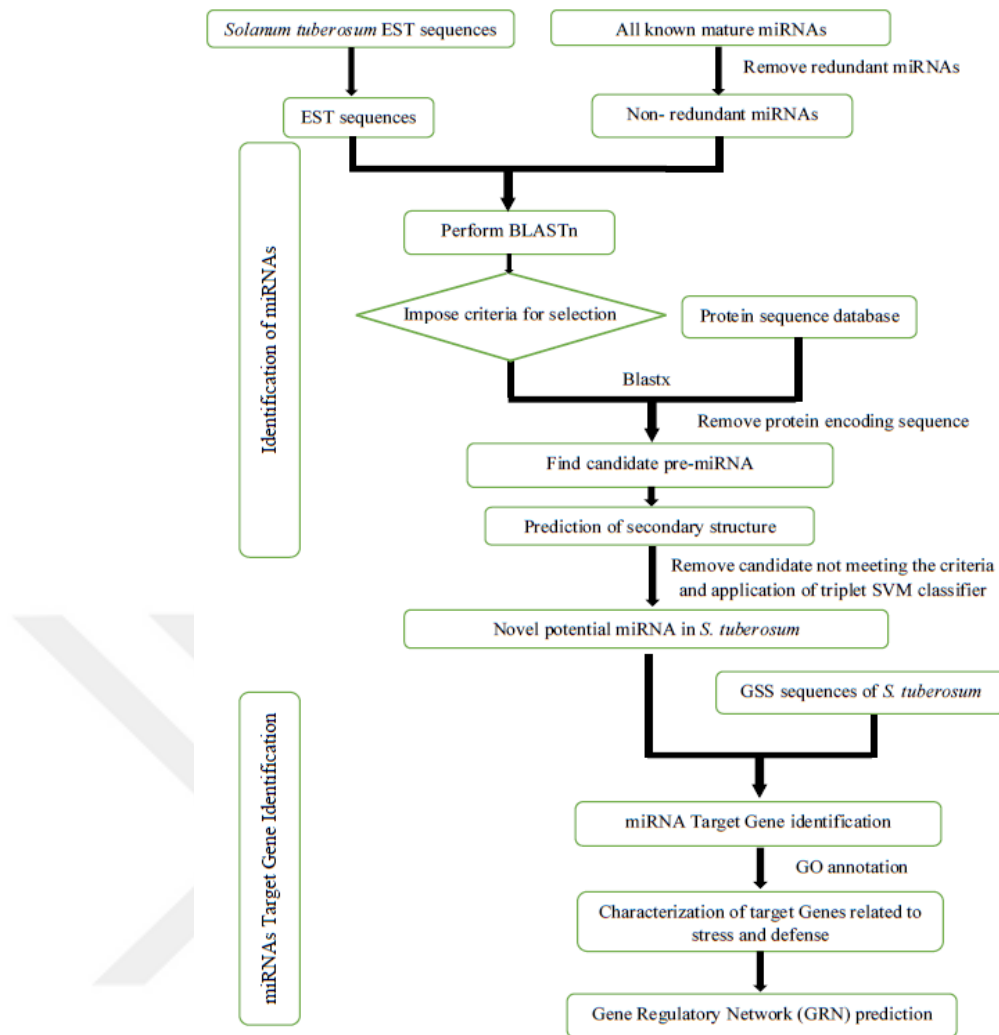 Solanum tuberosum EST sequences
All known mature miRNAs
Remove redundant miRNAs
EST sequences
Non- redundant miRNAs
Identification of miRNAs
Perform BLASTn
Impose criteria for selection
Protein sequence database
Blastx
Remove protein encoding sequence
Find candidate pre-miRNA
Prediction of secondary structure
Remove candidate not meeting the criteria
and application of triplet SVM classifier
Novel potential miRNA in S. tuberosum
miRNAs Target Gene Identification
GSS sequences of S. tuberosum
miRNA Target Gene identification
GO annotation
Characterization of target Genes related to
stress and defense
Gene Regulatory Network (GRN) prediction